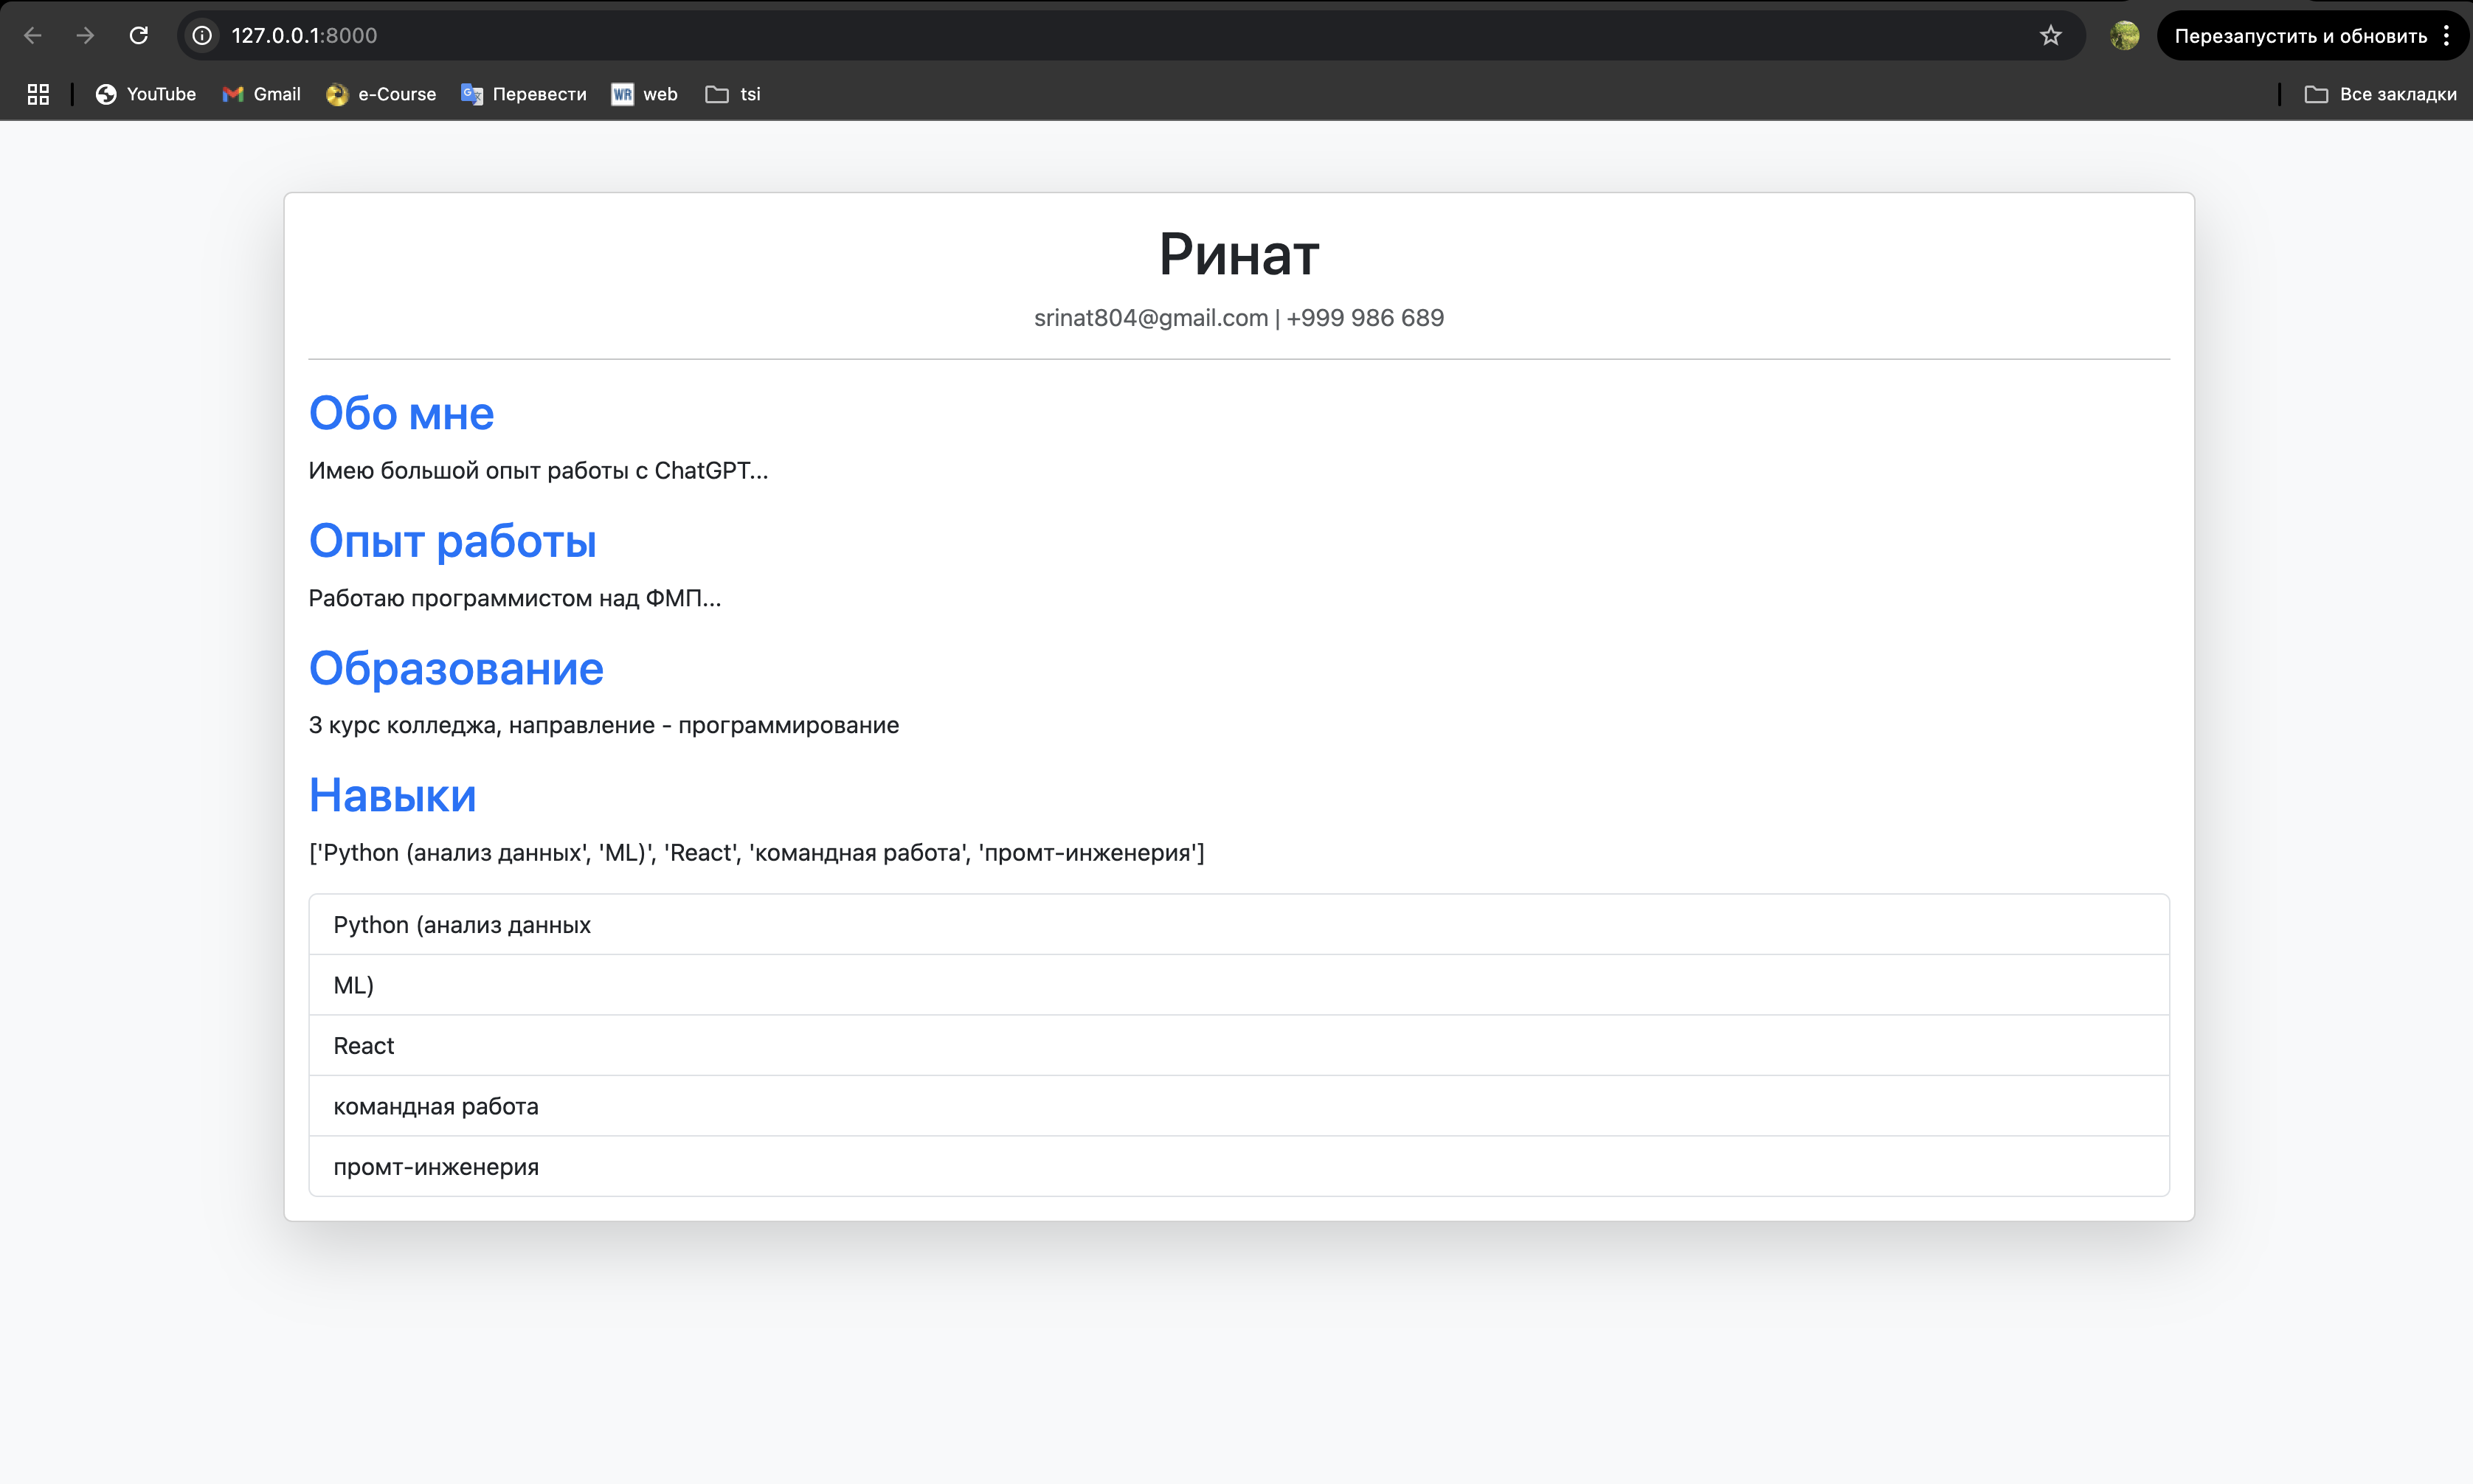 127.0.0.1:8000
Перезапустить и обновить
YouTube Gmail e-Course Перевести WR web tsi Все закладки
Ринат
srinat804@gmail.com | +999 986 689
Обо мне
Имею большой опыт работы с ChatGPT...
Опыт работы
Работаю программистом над ФМП...
Образование
3 курс колледжа, направление - программирование
Навыки
['Python (анализ данных', 'ML)', 'React', 'командная работа', 'промт-инженерия']
Python (анализ данных
ML)
React
командная работа
промт-инженерия